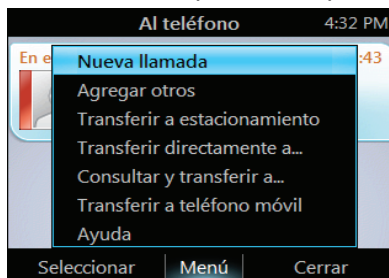 Al teléfono 4:32 PM
En e :43
Nueva llamada
Agregar otros
Transferir a estacionamiento
Transferir directamente a...
Consultar y transferir a...
Transferir a teléfono móvil
Ayuda
Seleccionar Menú Cerrar